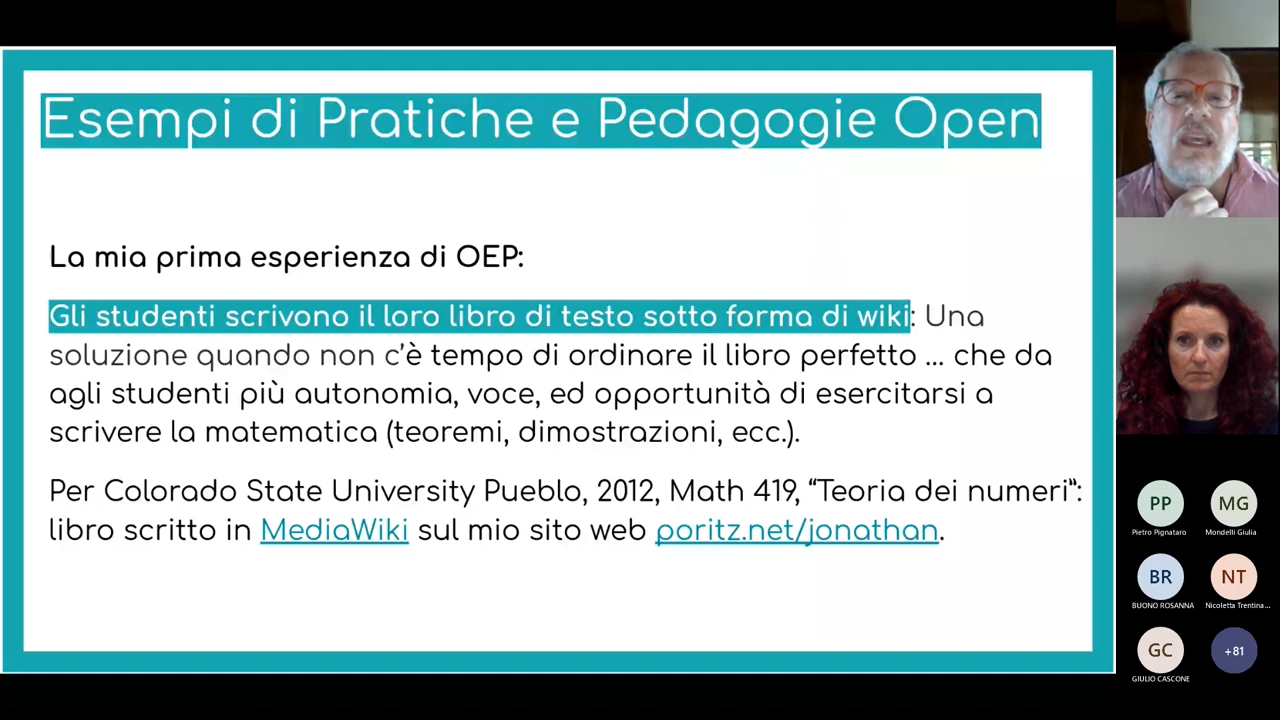 Esempi di Pratiche e Pedagogie Open
La mia prima esperienza di OEP:
Gli studenti scrivono il loro libro di testo sotto forma di wiki: Una
soluzione quando non c'è tempo di ordinare il libro perfetto ... che da
agli studenti più autonomia, voce, ed opportunità di esercitarsi a
scrivere la matematica (teoremi, dimostrazioni, ecc.).
Per Colorado State University Pueblo, 2012, Math 419, “Teoria dei numeri”:
libro scritto in MediaWiki sul mio sito web poritz.net/jonathan.
PP
MG
Pietro Pignataro
Mondelli Giulia
BR
NT
BUONO ROSANNA
Nicoletta Trentina...
GC
+81
GIULIO CASCONE